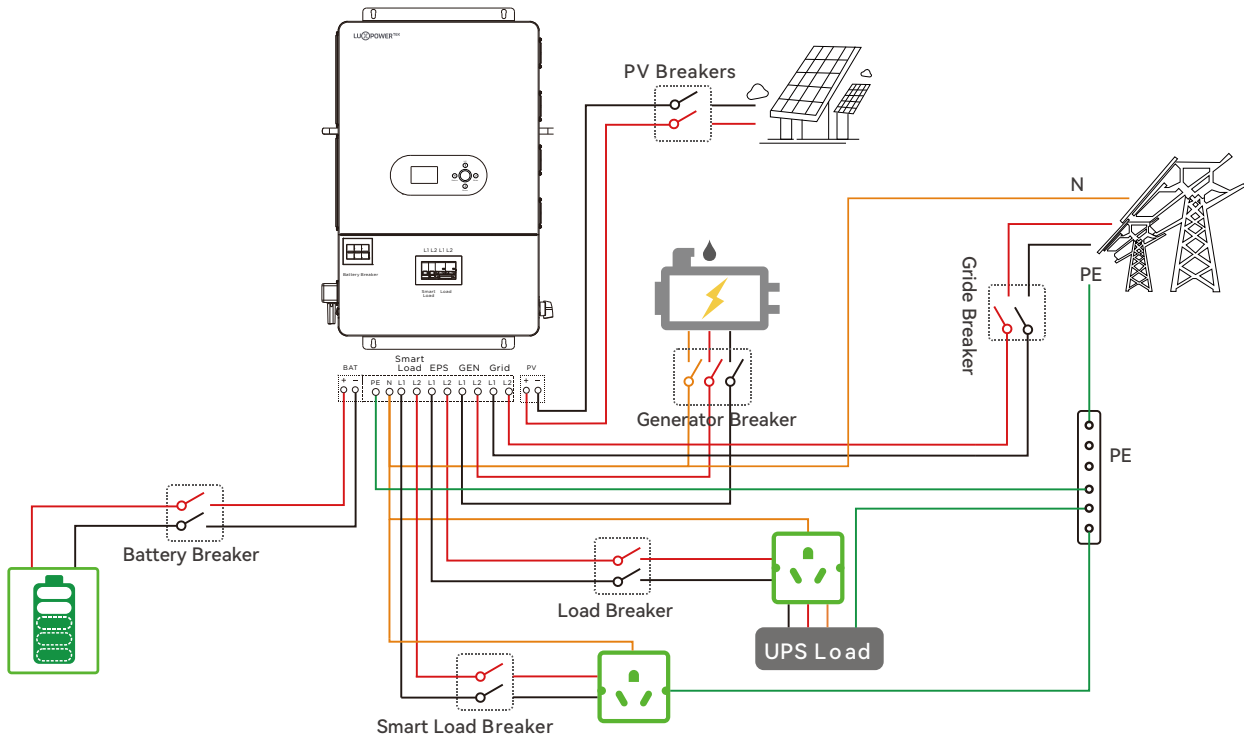 LUXPOWERTEK
PV Breakers
N
L1 L2 L1 L2
Battery Breaker
Smart Load
Load
PE
Gride Breaker
BAT
Smart
Load
EPS
GEN
Grid
PV
+ −
PE N L1 L2 L1 L2 L1 L2 L1 L2
+ −
Generator Breaker
PE
Battery Breaker
Load Breaker
UPS Load
Smart Load Breaker